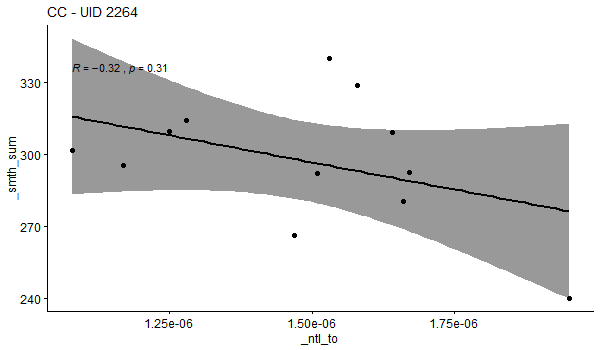 CC - UID 2264
R = −0.32 , p = 0.31
330
300
270
240
_smth_sum
1.25e-06 1.50e-06 1.75e-06
_ntl_to